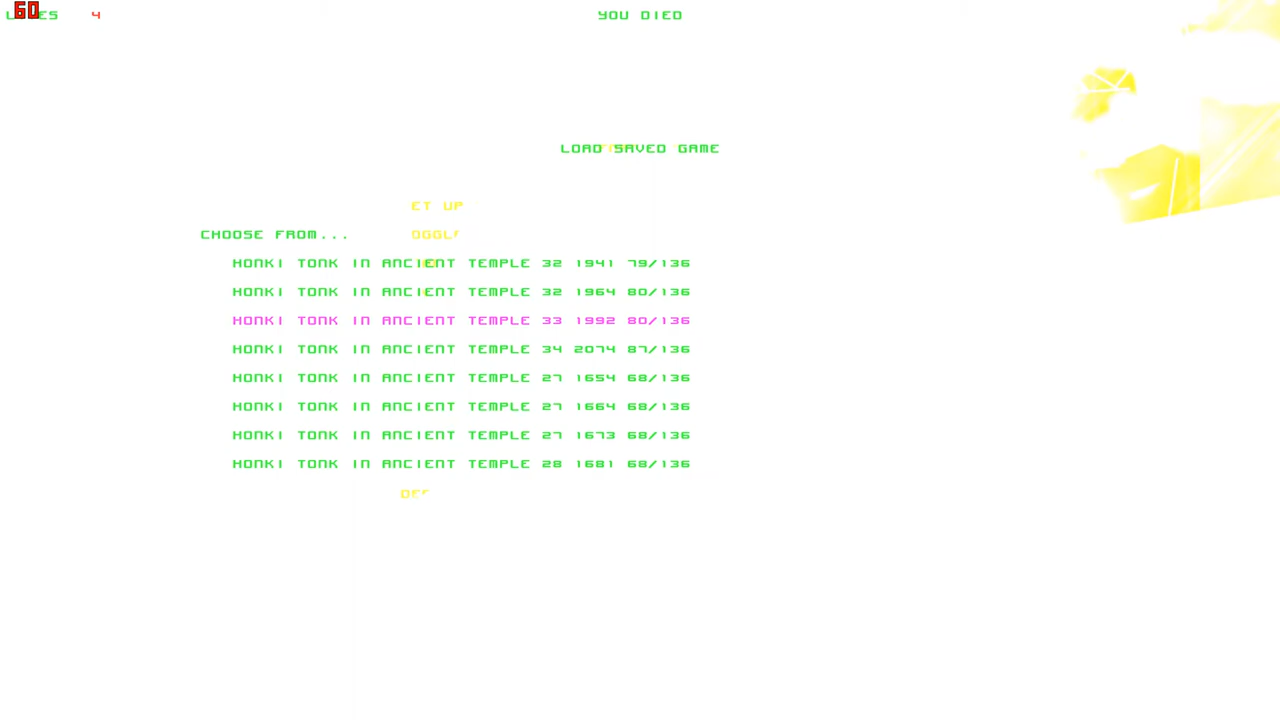 60 ES 4 YOU DIED
LOAD SAVED GAME
ET UP
CHOOSE FROM...
HONKI TONK IN ANCIENT TEMPLE 32 1941 79/136
HONKI TONK IN ANCIENT TEMPLE 32 1964 80/136
HONKI TONK IN ANCIENT TEMPLE 33 1992 80/136
HONKI TONK IN ANCIENT TEMPLE 34 2074 87/136
HONKI TONK IN ANCIENT TEMPLE 27 1654 68/136
HONKI TONK IN ANCIENT TEMPLE 27 1664 68/136
HONKI TONK IN ANCIENT TEMPLE 27 1673 68/136
HONKI TONK IN ANCIENT TEMPLE 28 1681 68/136